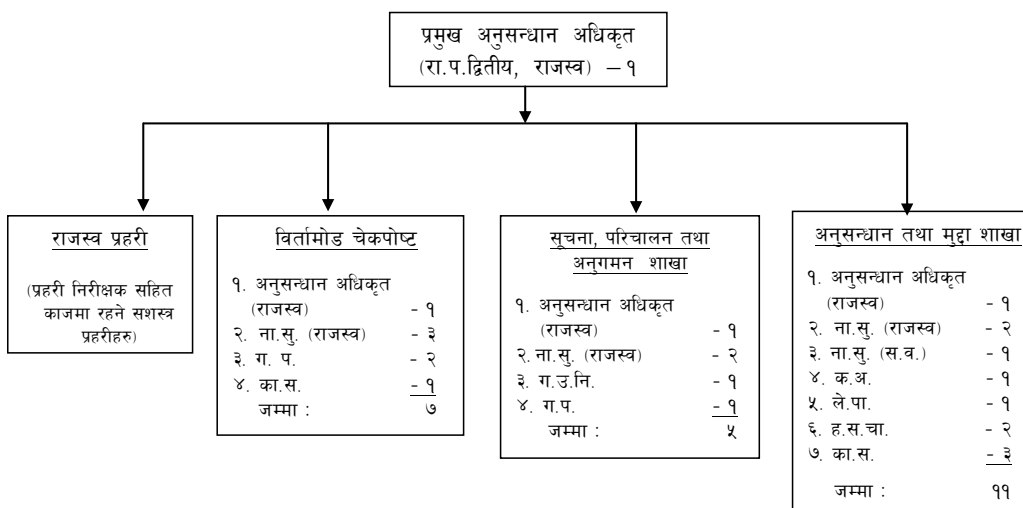 प्रमुख अनुसन्धान अधिकृत
(रा.प.द्वितीय, राजस्व) –१
राजस्व प्रहरी
(प्रहरी निरीक्षक सहित
काजमा रहने सशस्त्र
प्रहरीहरु)
विर्तामोड चेकपोष्ट
१. अनुसन्धान अधिकृत
(राजस्व) - १
२. ना.सु. (राजस्व) - ३
३. ग. प. - २
४. का.स. - १
जम्मा : ७
सूचना, परिचालन तथा
अनुगमन शाखा
१. अनुसन्धान अधिकृत
(राजस्व) - १
२. ना.सु. (राजस्व) - २
३. ग.उ.नि. - १
४. ग.प. - १
जम्मा : ५
अनुसन्धान तथा मुद्दा शाखा
१. अनुसन्धान अधिकृत
(राजस्व) - १
२. ना.सु. (राजस्व) - २
३. ना.सु. (स.व.) - १
४. क.अ. - १
५. ले.पा. - १
६. ह.स.चा. - २
७. का.स. - ३
जम्मा : ११